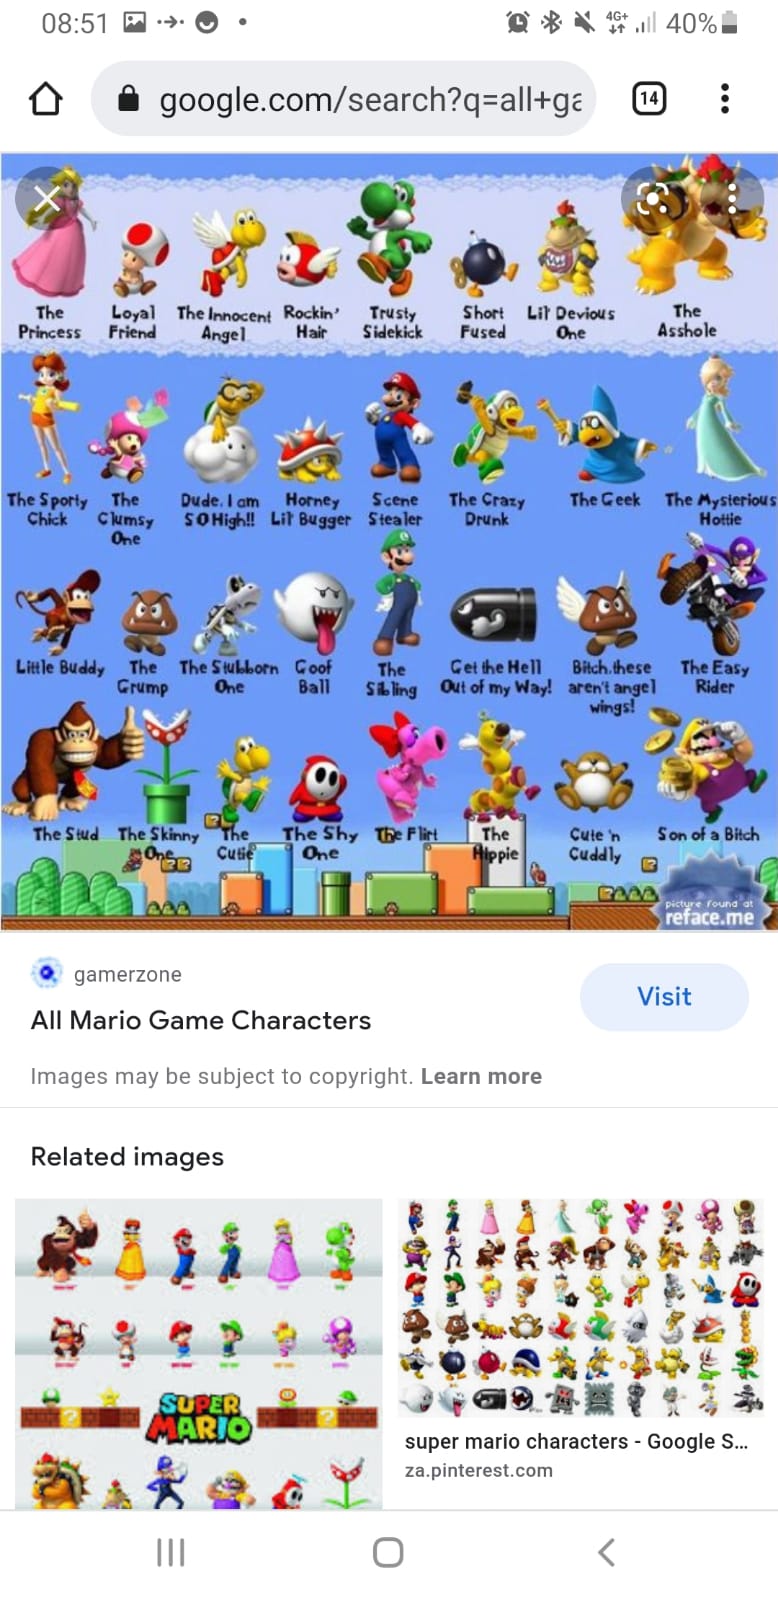 08:51
4G+
40%
google.com/search?q=all+ga
14
The Princess
Loyal Friend
The Innocent Angel
Rockin' Hair
Trusty Sidekick
Short Fused
Lil' Devious One
The Asshole
The Sporty Chick
The Clumsy One
Dude, I am SO High!!
Horney Lil' Bugger
Scene Stealer
The Crazy Drunk
The Geek
The Mysterious Hottie
Little Buddy
The Grump
The Stubborn One
Goof Ball
The Sibling
Get the Hell Out of my Way!
Bitch, these aren't angel wings!
The Easy Rider
The Stud
The Skinny One
The Cutie
The Shy One
The Flirt
The Hippie
Cute 'n Cuddly
Son of a Bitch
picture found at
reface.me
gamerzone
All Mario Game Characters
Visit
Images may be subject to copyright. Learn more
Related images
SUPER
MARIO
super mario characters - Google S...
za.pinterest.com